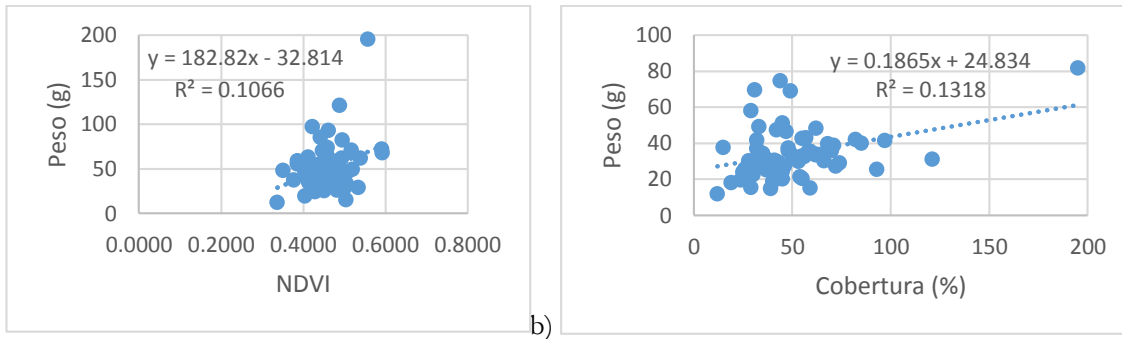 200
150
100
50
0
y = 182.82x - 32.814
R² = 0.1066
Peso (g)
0.0000 0.2000 0.4000 0.6000 0.8000
NDVI
b)
100
80
60
40
20
0
y = 0.1865x + 24.834
R² = 0.1318
Peso (g)
0 50 100 150 200
Cobertura (%)